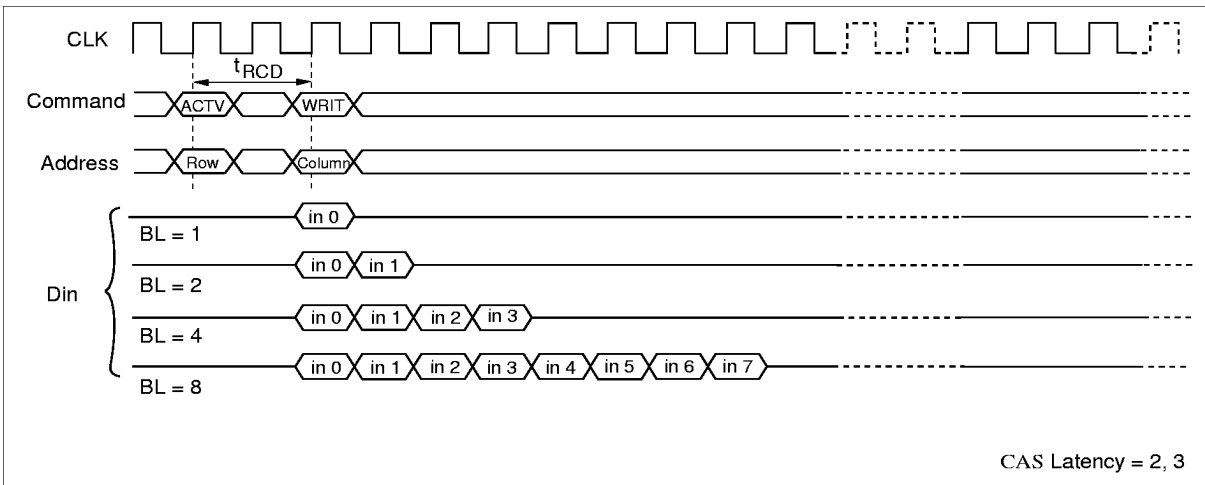 CLK
tRCD
Command ACTV WRIT
Address Row Column
Din
in 0
BL = 1
in 0 in 1
BL = 2
in 0 in 1 in 2 in 3
BL = 4
in 0 in 1 in 2 in 3 in 4 in 5 in 6 in 7
BL = 8
CAS Latency = 2, 3